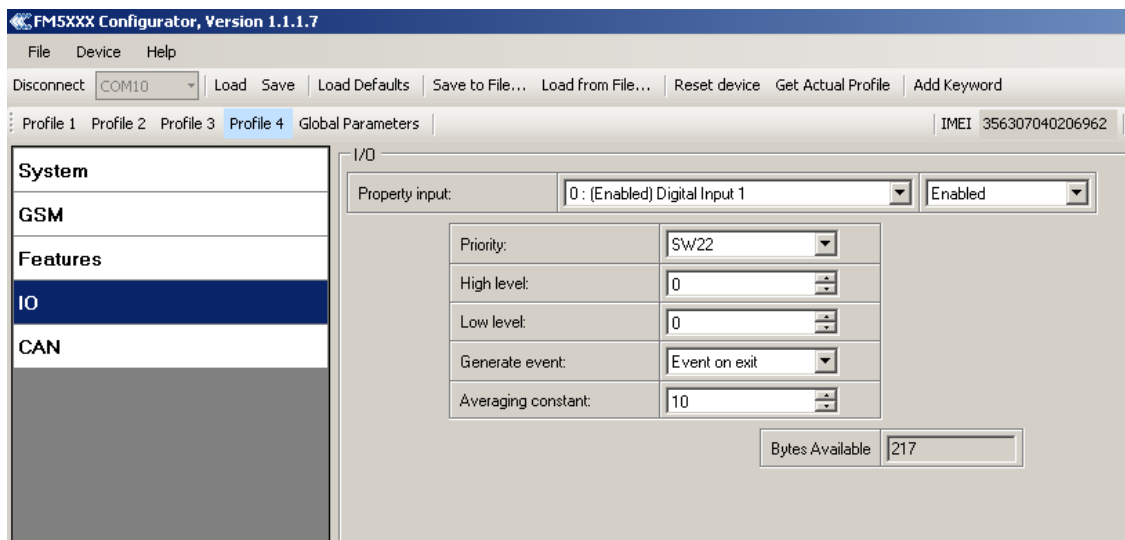 FM5XXX Configurator, Version 1.1.1.7
File Device Help
Disconnect COM10 Load Save Load Defaults Save to File... Load from File... Reset device Get Actual Profile Add Keyword
Profile 1 Profile 2 Profile 3 Profile 4 Global Parameters IMEI 356307040206962
System
GSM
Features
IO
CAN
I/O
Property input: 0 : (Enabled) Digital Input 1 Enabled
Priority: SW22
High level: 0
Low level: 0
Generate event: Event on exit
Averaging constant: 10
Bytes Available 217